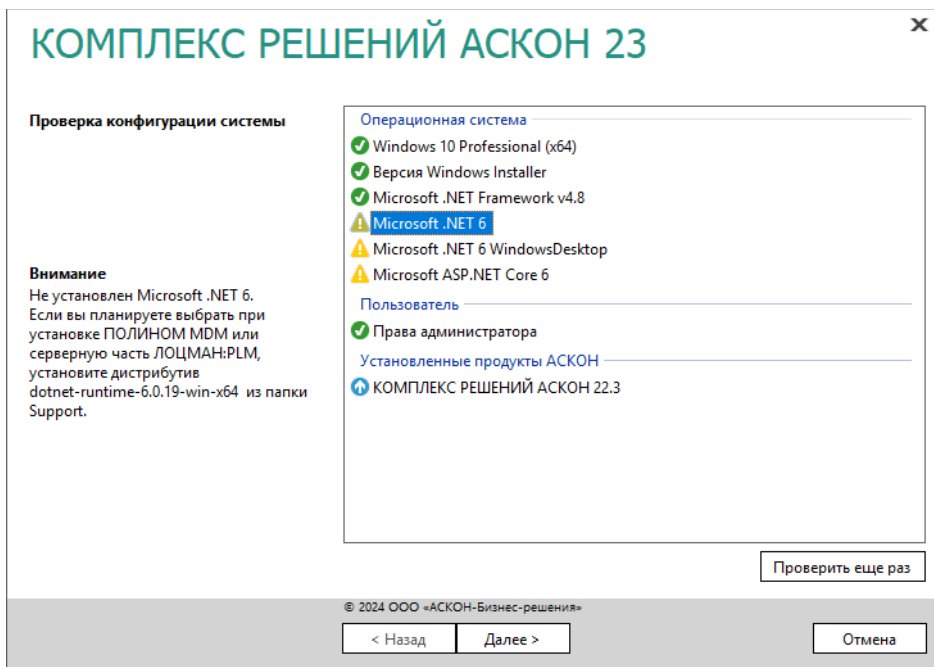 КОМПЛЕКС РЕШЕНИЙ АСКОН 23
Проверка конфигурации системы
Внимание
Не установлен Microsoft .NET 6.
Если вы планируете выбрать при
установке ПОЛИНОМ MDM или
серверную часть ЛОЦМАН:PLM,
установите дистрибутив
dotnet-runtime-6.0.19-win-x64 из папки
Support.
Операционная система
Windows 10 Professional (x64)
Версия Windows Installer
Microsoft .NET Framework v4.8
Microsoft .NET 6
Microsoft .NET 6 WindowsDesktop
Microsoft ASP.NET Core 6
Пользователь
Права администратора
Установленные продукты АСКОН
КОМПЛЕКС РЕШЕНИЙ АСКОН 22.3
Проверить еще раз
© 2024 ООО «АСКОН-Бизнес-решения»
< Назад
Далее >
Отмена